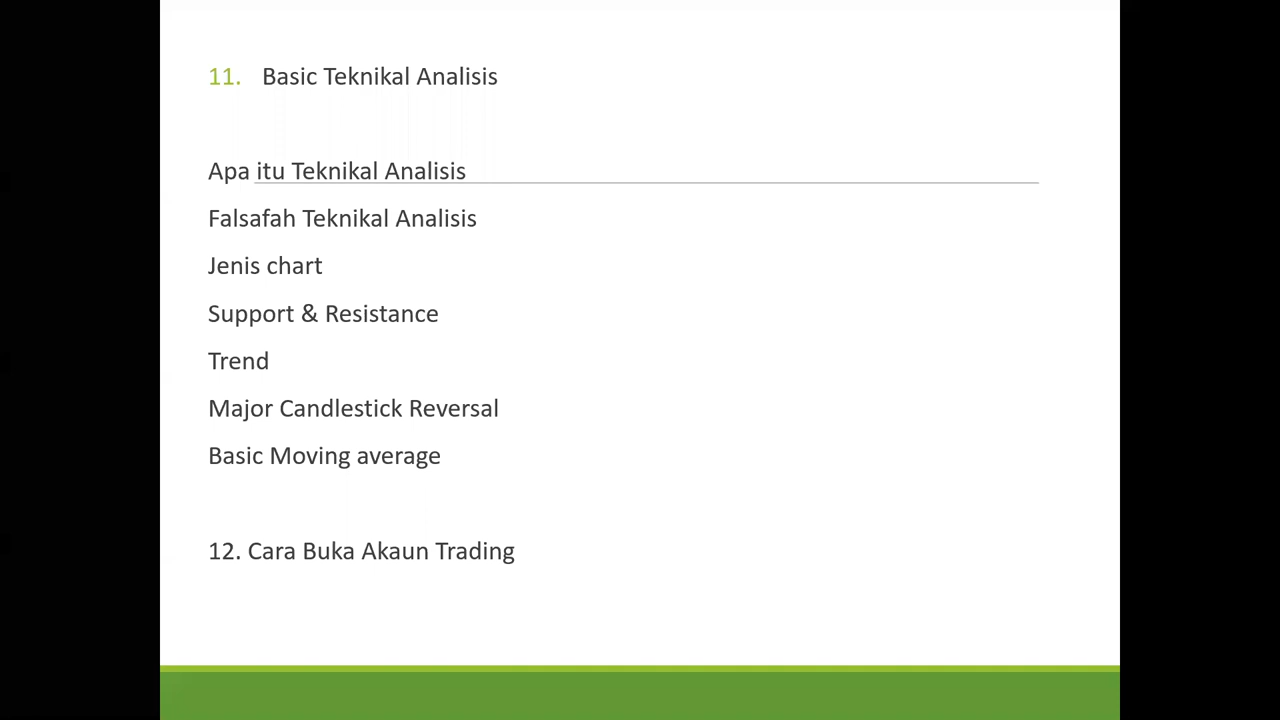 11. Basic Teknikal Analisis
Apa itu Teknikal Analisis
Falsafah Teknikal Analisis
Jenis chart
Support & Resistance
Trend
Major Candlestick Reversal
Basic Moving average
12. Cara Buka Akaun Trading